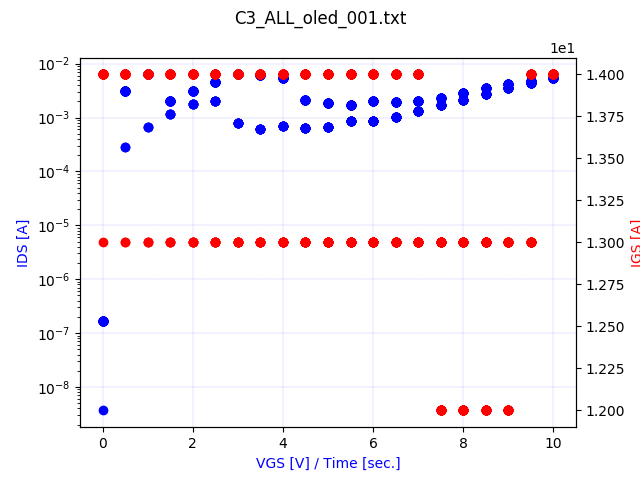 C3_ALL_oled_001.txt
1e1
10⁻² 1.400
10⁻³ 1.375
10⁻⁴ 1.350
10⁻⁵ 1.325
10⁻⁶ 1.300
10⁻⁷ 1.275
10⁻⁸ 1.250
1.225
1.200
IDS [A]
IGS [A]
0 2 4 6 8 10
VGS [V] / Time [sec.]